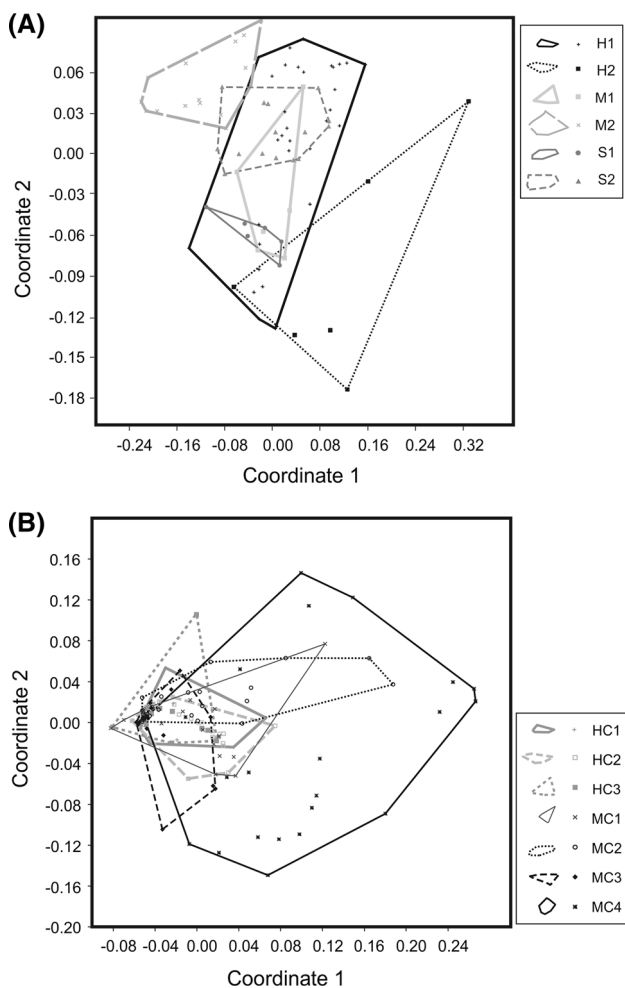 (A)
0.06
0.03
0.00
-0.03
-0.06
-0.09
-0.12
-0.15
-0.18
Coordinate 2
-0.24 -0.16 -0.08 0.00 0.08 0.16 0.24 0.32
Coordinate 1
H1
H2
M1
M2
S1
S2
(B)
0.16
0.12
0.08
0.04
0.00
-0.04
-0.08
-0.12
-0.16
-0.20
Coordinate 2
-0.08 -0.04 0.00 0.04 0.08 0.12 0.16 0.20 0.24
Coordinate 1
HC1
HC2
HC3
MC1
MC2
MC3
MC4